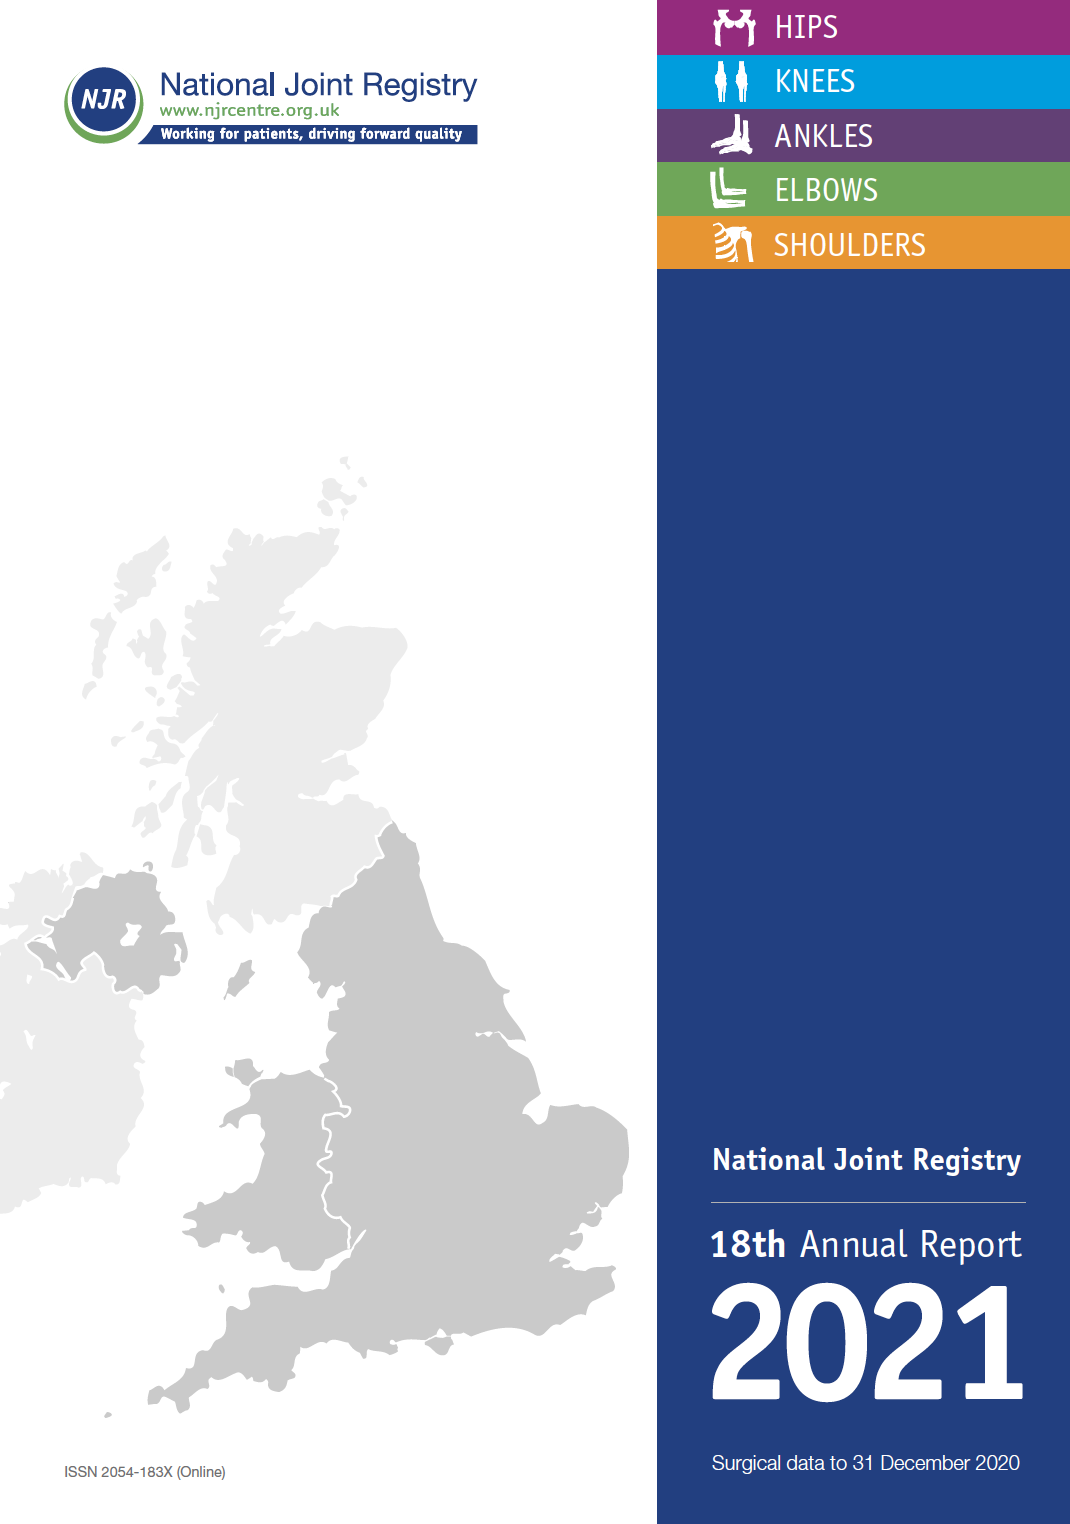 NJR
National Joint Registry
www.njrcentre.org.uk
Working for patients, driving forward quality
HIPS
KNEES
ANKLES
ELBOWS
SHOULDERS
National Joint Registry
18th Annual Report
2021
Surgical data to 31 December 2020
ISSN 2054-183X (Online)